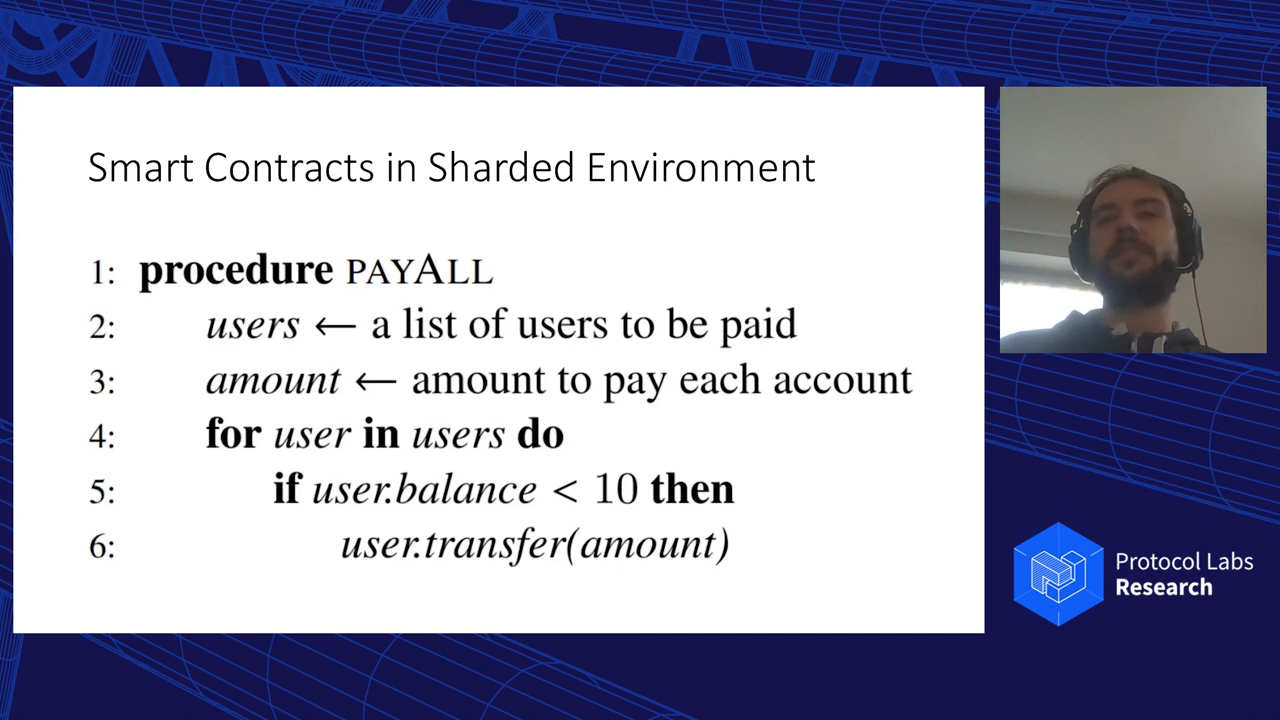 Smart Contracts in Sharded Environment
1: procedure PAYALL
2: users ← a list of users to be paid
3: amount ← amount to pay each account
4: for user in users do
5: if user.balance < 10 then
6: user.transfer(amount)
Protocol Labs
Research